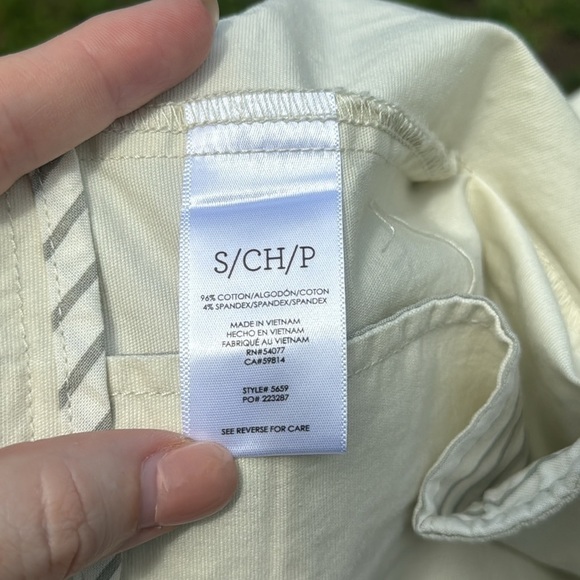 S/CH/P
96% COTTON/ALGODÓN/COTON
4% SPANDEX/SPANDEX/SPANDEX
MADE IN VIETNAM
HECHO EN VIETNAM
FABRIQUÉ AU VIETNAM
RN#54077
CA#59814
STYLE# 5659
PO# 223287
SEE REVERSE FOR CARE